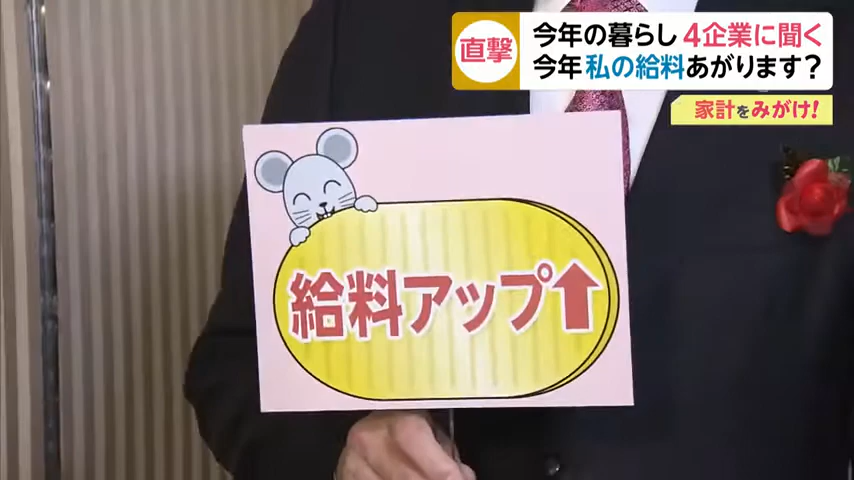 直撃
今年の暮らし 4企業に聞く
今年 私の給料あがります？
家計をみがけ！
給料アップ↑